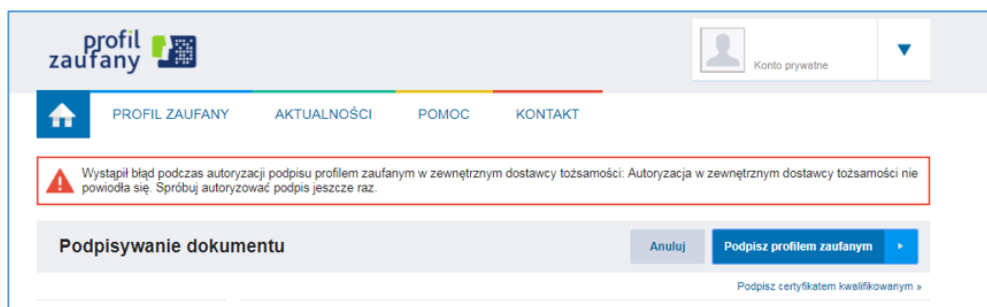 profil
zaufany
Konto prywatne
PROFIL ZAUFANY AKTUALNOŚCI POMOC KONTAKT
Wystąpił błąd podczas autoryzacji podpisu profilem zaufanym w zewnętrznym dostawcy tożsamości: Autoryzacja w zewnętrznym dostawcy tożsamości nie
powiodła się. Spróbuj autoryzować podpis jeszcze raz.
Podpisywanie dokumentu
Anuluj
Podpisz profilem zaufanym
Podpisz certyfikatem kwalifikowanym »